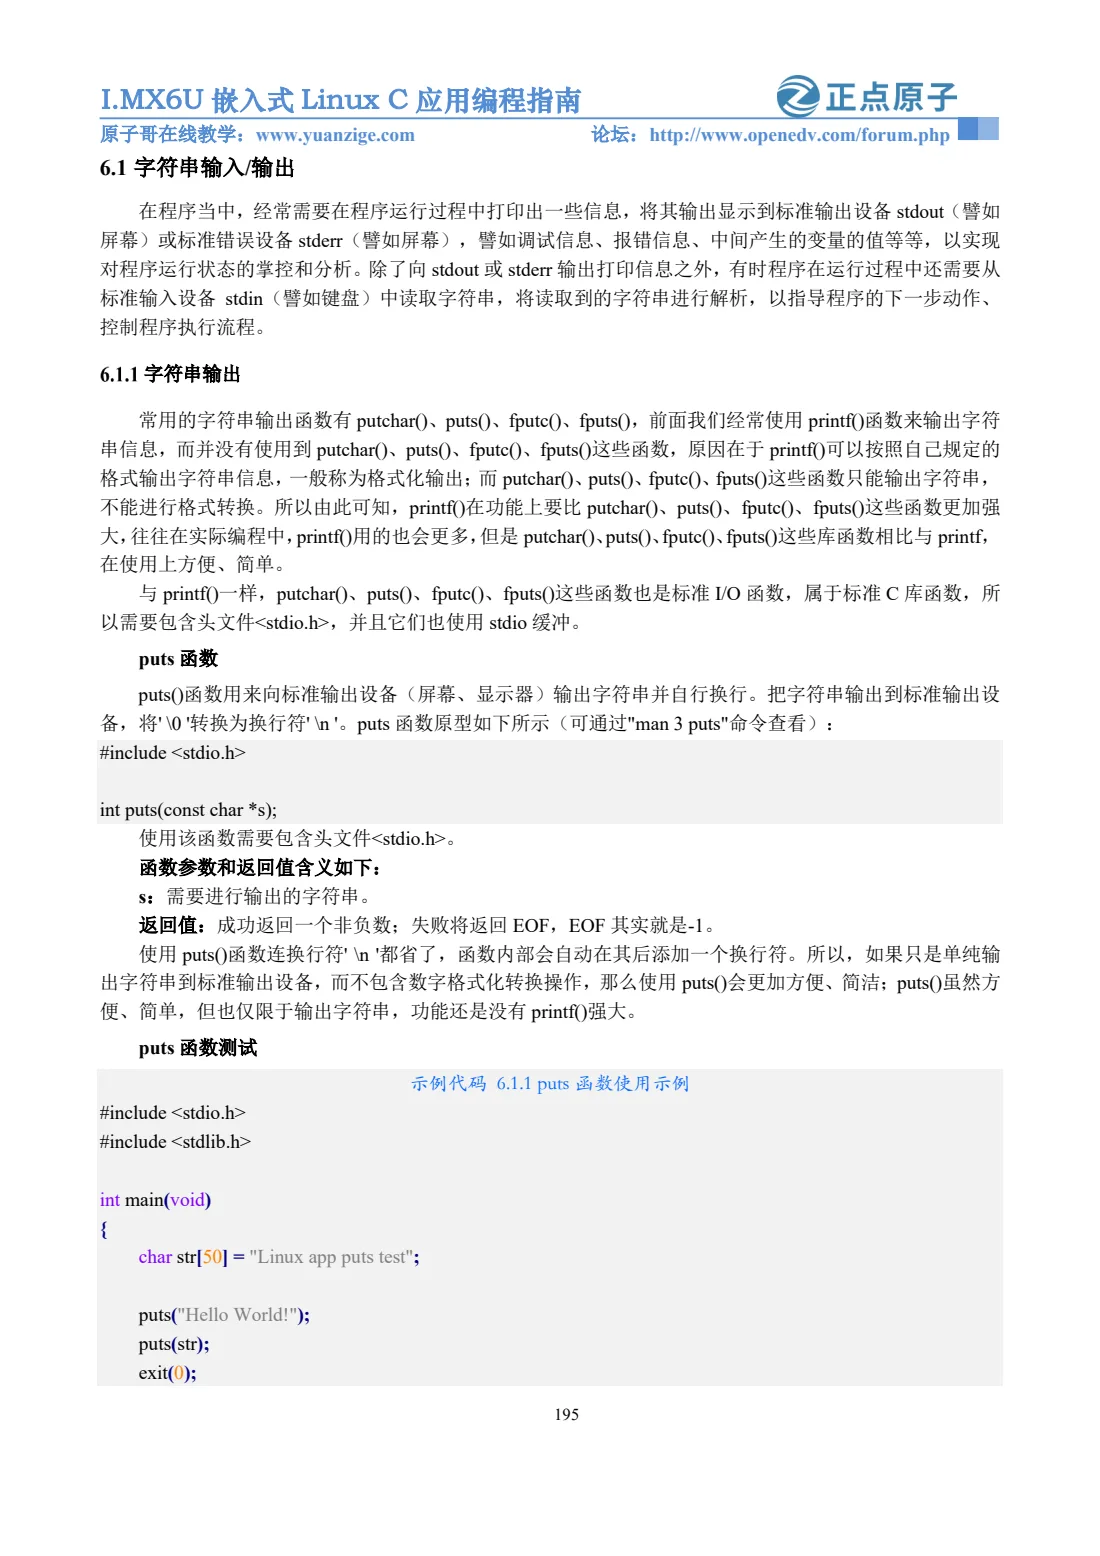 I.MX6U 嵌入式 Linux C 应用编程指南
正点原子
原子哥在线教学：www.yuanzige.com 论坛：http://www.openedv.com/forum.php
6.1 字符串输入/输出
在程序当中，经常需要在程序运行过程中打印出一些信息，将其输出显示到标准输出设备 stdout（譬如
屏幕）或标准错误设备 stderr（譬如屏幕），譬如调试信息、报错信息、中间产生的变量的值等等，以实现
对程序运行状态的掌控和分析。除了向 stdout 或 stderr 输出打印信息之外，有时程序在运行过程中还需要从
标准输入设备 stdin（譬如键盘）中读取字符串，将读取到的字符串进行解析，以指导程序的下一步动作、
控制程序执行流程。
6.1.1 字符串输出
常用的字符串输出函数有 putchar()、puts()、fputc()、fputs()，前面我们经常使用 printf()函数来输出字符
串信息，而并没有使用到 putchar()、puts()、fputc()、fputs()这些函数，原因在于 printf()可以按照自己规定的
格式输出字符串信息，一般称为格式化输出；而 putchar()、puts()、fputc()、fputs()这些函数只能输出字符串，
不能进行格式转换。所以由此可知，printf()在功能上要比 putchar()、puts()、fputc()、fputs()这些函数更加强
大，往往在实际编程中，printf()用的也会更多，但是 putchar()、puts()、fputc()、fputs()这些库函数相比与 printf，
在使用上方便、简单。
与 printf()一样，putchar()、puts()、fputc()、fputs()这些函数也是标准 I/O 函数，属于标准 C 库函数，所
以需要包含头文件<stdio.h>，并且它们也使用 stdio 缓冲。
puts 函数
puts()函数用来向标准输出设备（屏幕、显示器）输出字符串并自行换行。把字符串输出到标准输出设
备，将' \0 '转换为换行符' \n '。puts 函数原型如下所示（可通过"man 3 puts"命令查看）：
#include <stdio.h>
int puts(const char *s);
使用该函数需要包含头文件<stdio.h>。
函数参数和返回值含义如下：
s：需要进行输出的字符串。
返回值：成功返回一个非负数；失败将返回 EOF，EOF 其实就是-1。
使用 puts()函数连换行符' \n '都省了，函数内部会自动在其后添加一个换行符。所以，如果只是单纯输
出字符串到标准输出设备，而不包含数字格式化转换操作，那么使用 puts()会更加方便、简洁；puts()虽然方
便、简单，但也仅限于输出字符串，功能还是没有 printf()强大。
puts 函数测试
示例代码 6.1.1 puts 函数使用示例
#include <stdio.h>
#include <stdlib.h>
int main(void)
{
char str[50] = "Linux app puts test";
puts("Hello World!");
puts(str);
exit(0);
195